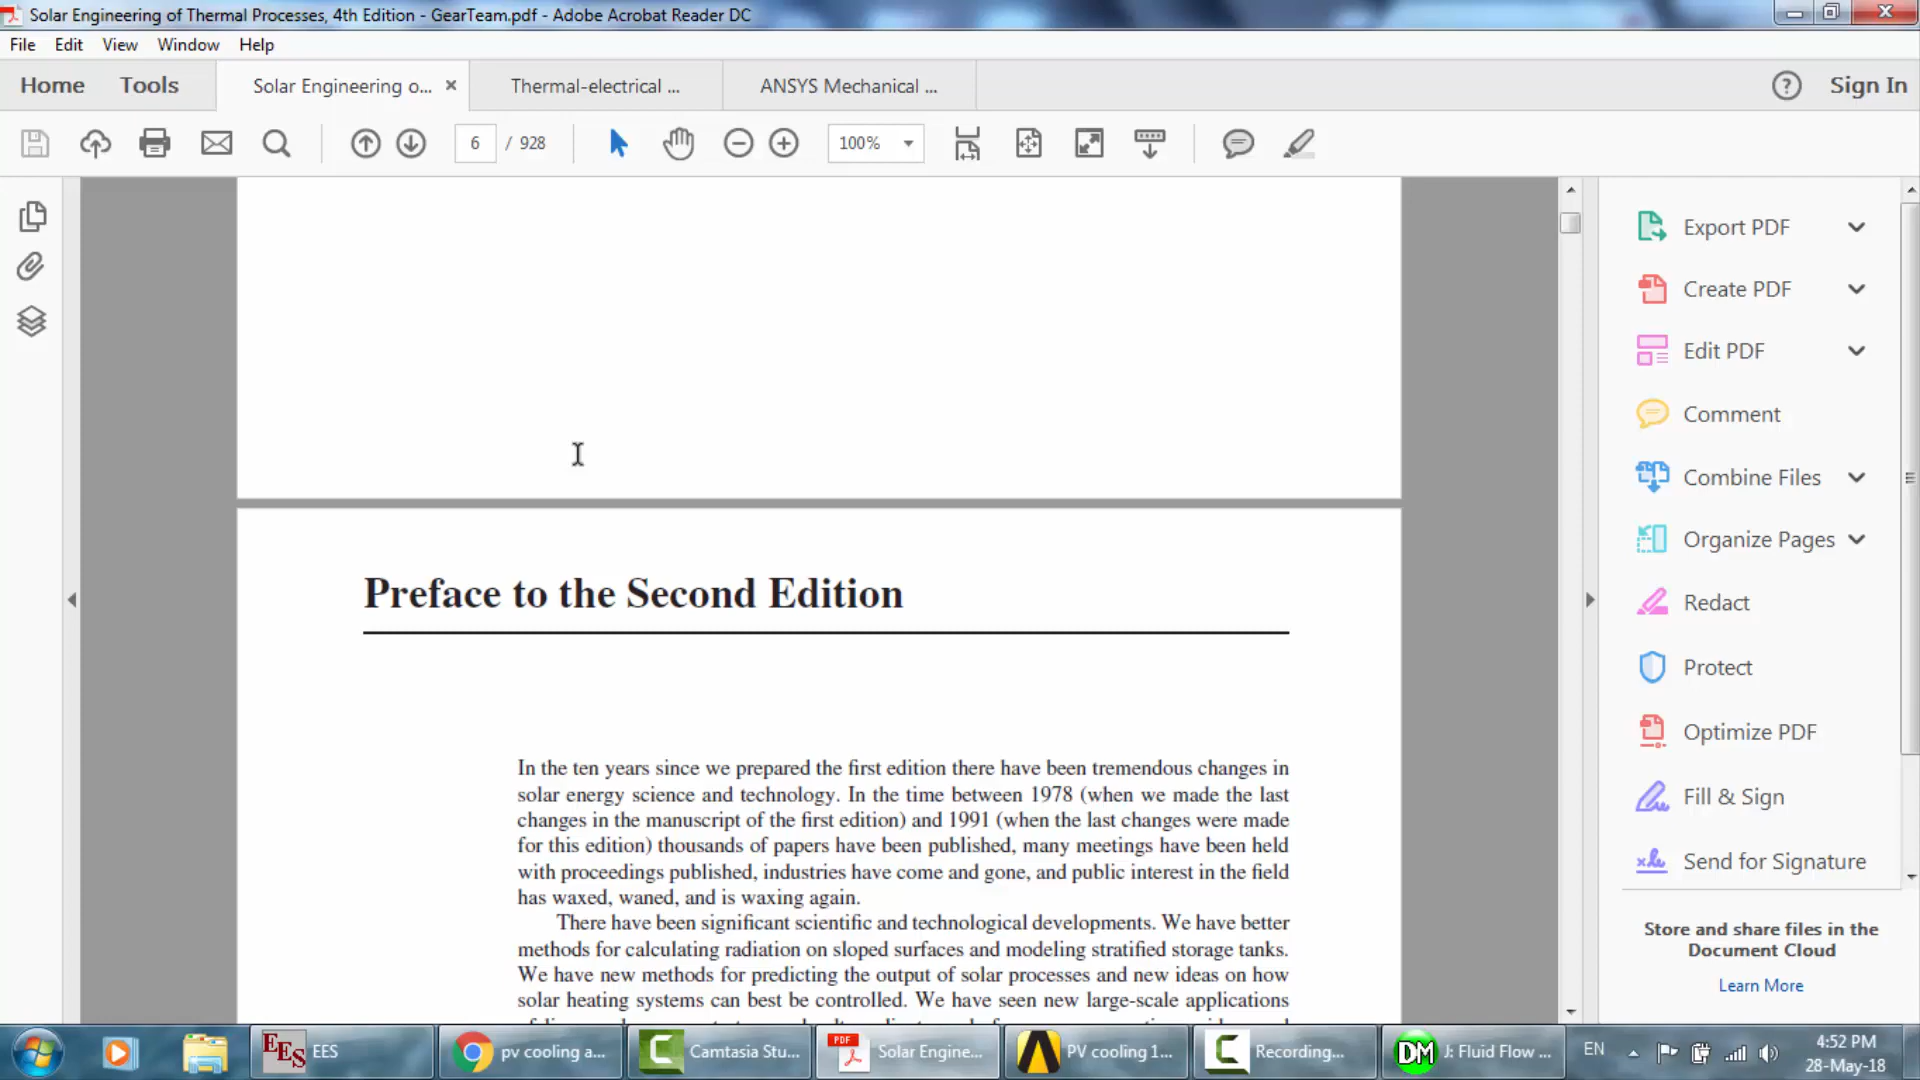 Solar Engineering of Thermal Processes, 4th Edition - GearTeam.pdf - Adobe Acrobat Reader DC
File Edit View Window Help
Home Tools Solar Engineering o... Thermal-electrical ... ANSYS Mechanical ... Sign In
6 / 928 100%
Export PDF
Create PDF
Edit PDF
Comment
Combine Files
Organize Pages
Redact
Protect
Optimize PDF
Fill & Sign
Send for Signature
Store and share files in the
Document Cloud
Learn More
Preface to the Second Edition
In the ten years since we prepared the first edition there have been tremendous changes in
solar energy science and technology. In the time between 1978 (when we made the last
changes in the manuscript of the first edition) and 1991 (when the last changes were made
for this edition) thousands of papers have been published, many meetings have been held
with proceedings published, industries have come and gone, and public interest in the field
has waxed, waned, and is waxing again.
There have been significant scientific and technological developments. We have better
methods for calculating radiation on sloped surfaces and modeling stratified storage tanks.
We have new methods for predicting the output of solar processes and new ideas on how
solar heating systems can best be controlled. We have seen new large-scale applications
EES EES pv cooling a... Camtasia Stu... PDF Solar Engine... PV cooling 1... Recording... DM J: Fluid Flow ... EN 4:52 PM
28-May-18